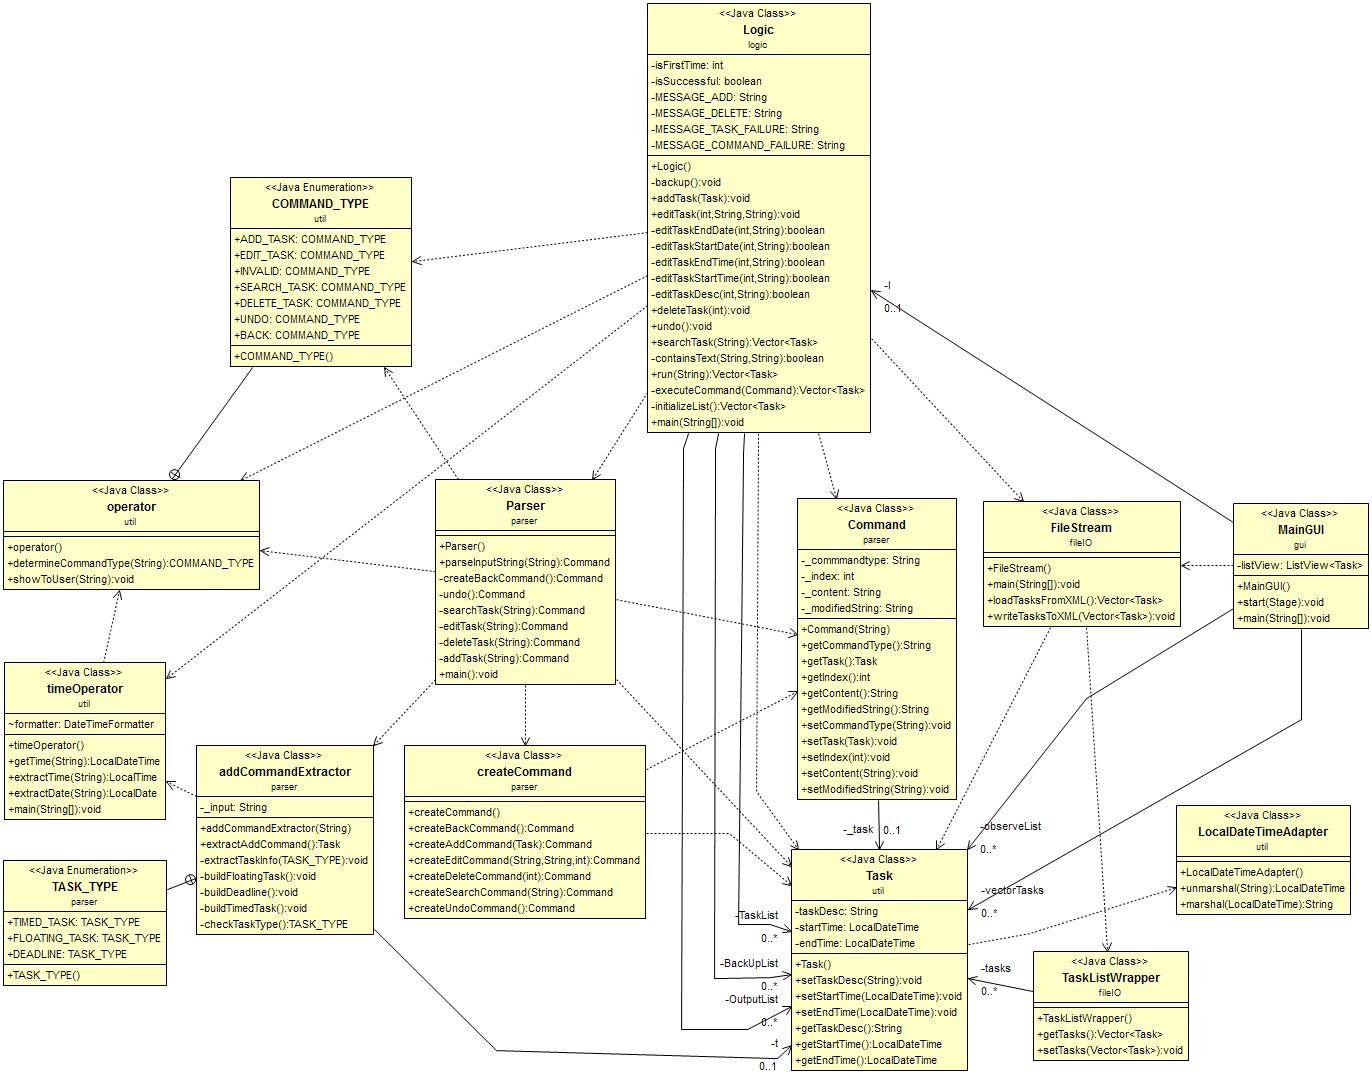 <<Java Class>>
Logic
logic
-isFirstTime: int
-isSuccessful: boolean
-MESSAGE_ADD: String
-MESSAGE_DELETE: String
-MESSAGE_TASK_FAILURE: String
-MESSAGE_COMMAND_FAILURE: String
+Logic()
-backup():void
+addTask(Task):void
+editTask(int,String,String):void
-editTaskEndDate(int,String):boolean
-editTaskStartDate(int,String):boolean
-editTaskEndTime(int,String):boolean
-editTaskStartTime(int,String):boolean
-editTaskDesc(int,String):boolean
+deleteTask(int):void
+undo():void
+searchTask(String):Vector<Task>
-containsText(String,String):boolean
+run(String):Vector<Task>
-executeCommand(Command):Vector<Task>
-initializeList():Vector<Task>
+main(String[]):void
<<Java Enumeration>>
COMMAND_TYPE
util
+ADD_TASK: COMMAND_TYPE
+EDIT_TASK: COMMAND_TYPE
+INVALID: COMMAND_TYPE
+SEARCH_TASK: COMMAND_TYPE
+DELETE_TASK: COMMAND_TYPE
+UNDO: COMMAND_TYPE
+BACK: COMMAND_TYPE
+COMMAND_TYPE()
-l
0..1
<<Java Class>>
operator
util
+operator()
+determineCommandType(String):COMMAND_TYPE
+showToUser(String):void
<<Java Class>>
Parser
parser
+Parser()
+parseInputString(String):Command
-createBackCommand():Command
-undo():Command
-searchTask(String):Command
-editTask(String):Command
-deleteTask(String):Command
-addTask(String):Command
+main():void
<<Java Class>>
Command
parser
-_commmandtype: String
-_index: int
-_content: String
-_modifiedString: String
+Command(String)
+getCommandType():String
+getTask():Task
+getIndex():int
+getContent():String
+getModifiedString():String
+setCommandType(String):void
+setTask(Task):void
+setIndex(int):void
+setContent(String):void
+setModifiedString(String):void
<<Java Class>>
FileStream
fileIO
+FileStream()
+main(String[]):void
+loadTasksFromXML():Vector<Task>
+writeTasksToXML(Vector<Task>):void
<<Java Class>>
MainGUI
gui
-listView: ListView<Task>
+MainGUI()
+start(Stage):void
+main(String[]):void
<<Java Class>>
timeOperator
util
~formatter: DateTimeFormatter
+timeOperator()
+getTime(String):LocalDateTime
+extractTime(String):LocalTime
+extractDate(String):LocalDate
+main(String[]):void
<<Java Class>>
addCommandExtractor
parser
-_input: String
+addCommandExtractor(String)
+extractAddCommand():Task
-extractTaskInfo(TASK_TYPE):void
-buildFloatingTask():void
-buildDeadline():void
-buildTimedTask():void
-checkTaskType():TASK_TYPE
<<Java Class>>
createCommand
parser
+createCommand()
+createBackCommand():Command
+createAddCommand(Task):Command
+createEditCommand(String,String,int):Command
+createDeleteCommand(int):Command
+createSearchCommand(String):Command
+createUndoCommand():Command
<<Java Enumeration>>
TASK_TYPE
parser
+TIMED_TASK: TASK_TYPE
+FLOATING_TASK: TASK_TYPE
+DEADLINE: TASK_TYPE
+TASK_TYPE()
-_task
0..1
-observeList
0..*
-vectorTasks
0..*
-TaskList
0..*
-BackUpList
0..*
-OutputList
0..*
-t
0..1
-tasks
0..*
<<Java Class>>
Task
util
-taskDesc: String
-startTime: LocalDateTime
-endTime: LocalDateTime
+Task()
+setTaskDesc(String):void
+setStartTime(LocalDateTime):void
+setEndTime(LocalDateTime):void
+getTaskDesc():String
+getStartTime():LocalDateTime
+getEndTime():LocalDateTime
<<Java Class>>
LocalDateTimeAdapter
util
+LocalDateTimeAdapter()
+unmarshal(String):LocalDateTime
+marshal(LocalDateTime):String
<<Java Class>>
TaskListWrapper
fileIO
+TaskListWrapper()
+getTasks():Vector<Task>
+setTasks(Vector<Task>):void